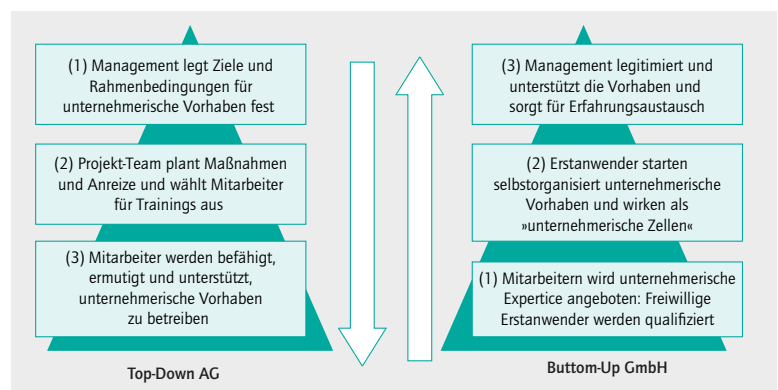 (1) Management legt Ziele und
Rahmenbedingungen für
unternehmerische Vorhaben fest
(2) Projekt-Team plant Maßnahmen
und Anreize und wählt Mitarbeiter
für Trainings aus
(3) Mitarbeiter werden befähigt,
ermutigt und unterstützt,
unternehmerische Vorhaben
zu betreiben
Top-Down AG
(3) Management legitimiert und
unterstützt die Vorhaben und
sorgt für Erfahrungsaustausch
(2) Erstanwender starten
selbstorganisiert unternehmerische
Vorhaben und wirken als
»unternehmerische Zellen«
(1) Mitarbeitern wird unternehmerische
Expertice angeboten: Freiwillige
Erstanwender werden qualifiziert
Buttom-Up GmbH